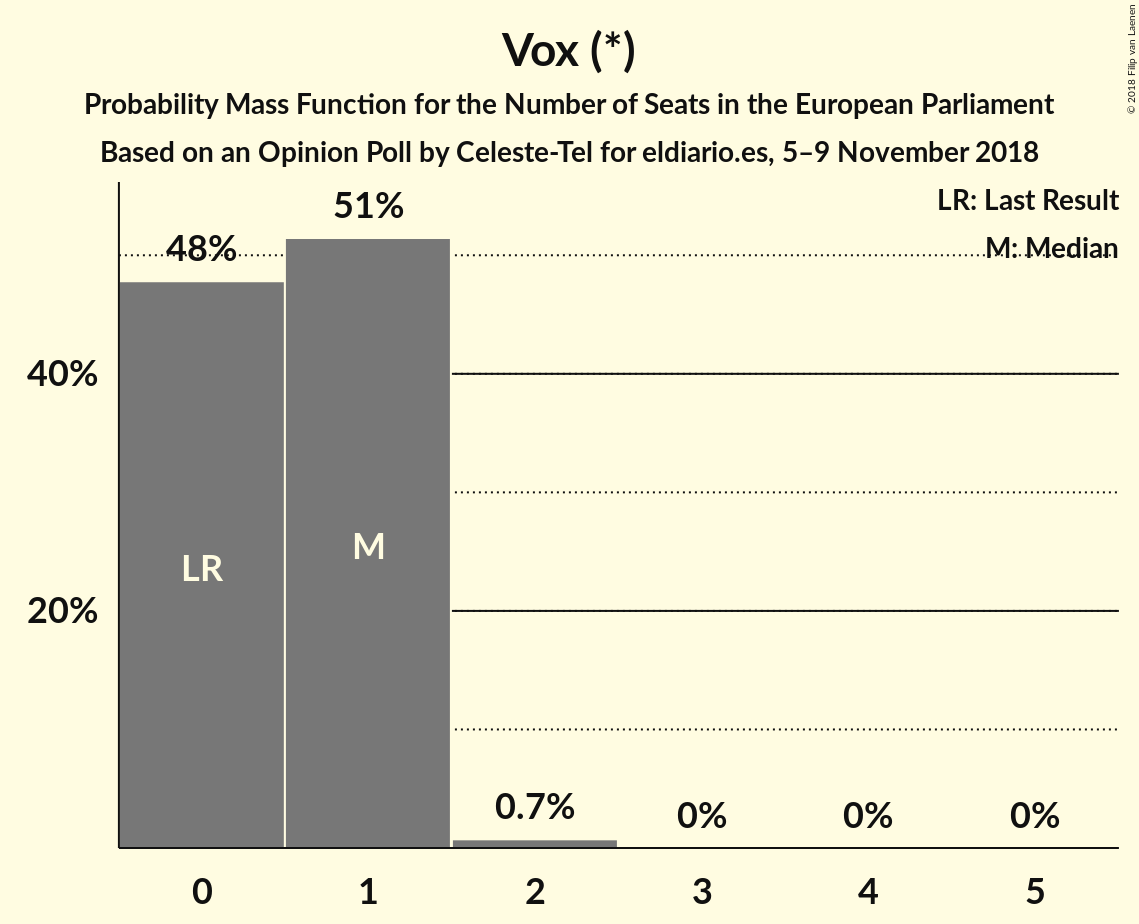 Vox (*)
Probability Mass Function for the Number of Seats in the European Parliament
Based on an Opinion Poll by Celeste-Tel for eldiario.es, 5–9 November 2018
© 2018 Filip van Laenen
LR: Last Result
M: Median
51%
48%
40%
20%
LR
M
0.7%
0%
0%
0%
0
1
2
3
4
5